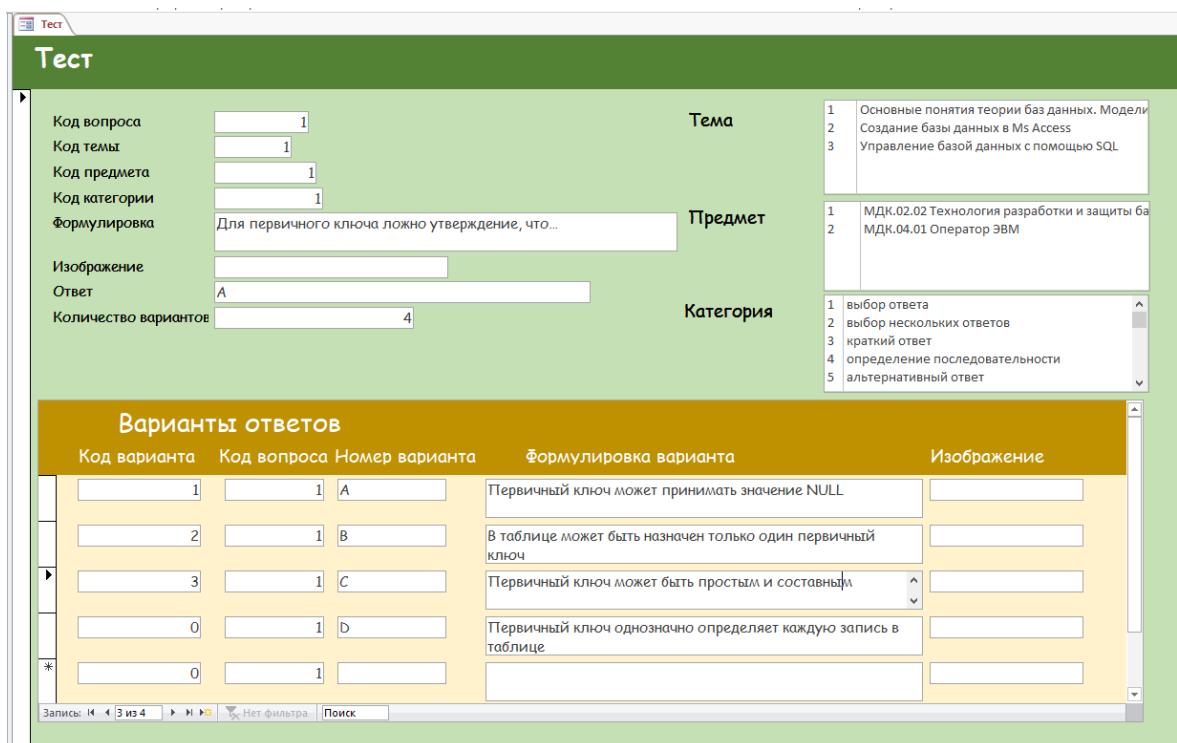 Тест
Тест
Код вопроса 1
Код темы 1
Код предмета 1
Код категории 1
Формулировка Для первичного ключа ложно утверждение, что...
Изображение
Ответ A
Количество вариантов 4
Тема
1 Основные понятия теории баз данных. Модели
2 Создание базы данных в Ms Access
3 Управление базой данных с помощью SQL
Предмет
1 МДК.02.02 Технология разработки и защиты ба
2 МДК.04.01 Оператор ЭВМ
Категория
1 выбор ответа
2 выбор нескольких ответов
3 краткий ответ
4 определение последовательности
5 альтернативный ответ
Варианты ответов
Код варианта Код вопроса Номер варианта Формулировка варианта Изображение
1 1 A Первичный ключ может принимать значение NULL
2 1 B В таблице может быть назначен только один первичный
ключ
3 1 C Первичный ключ может быть простым и составным
0 1 D Первичный ключ однозначно определяет каждую запись в
таблице
* 0 1
Запись: 3 из 4 Нет фильтра Поиск